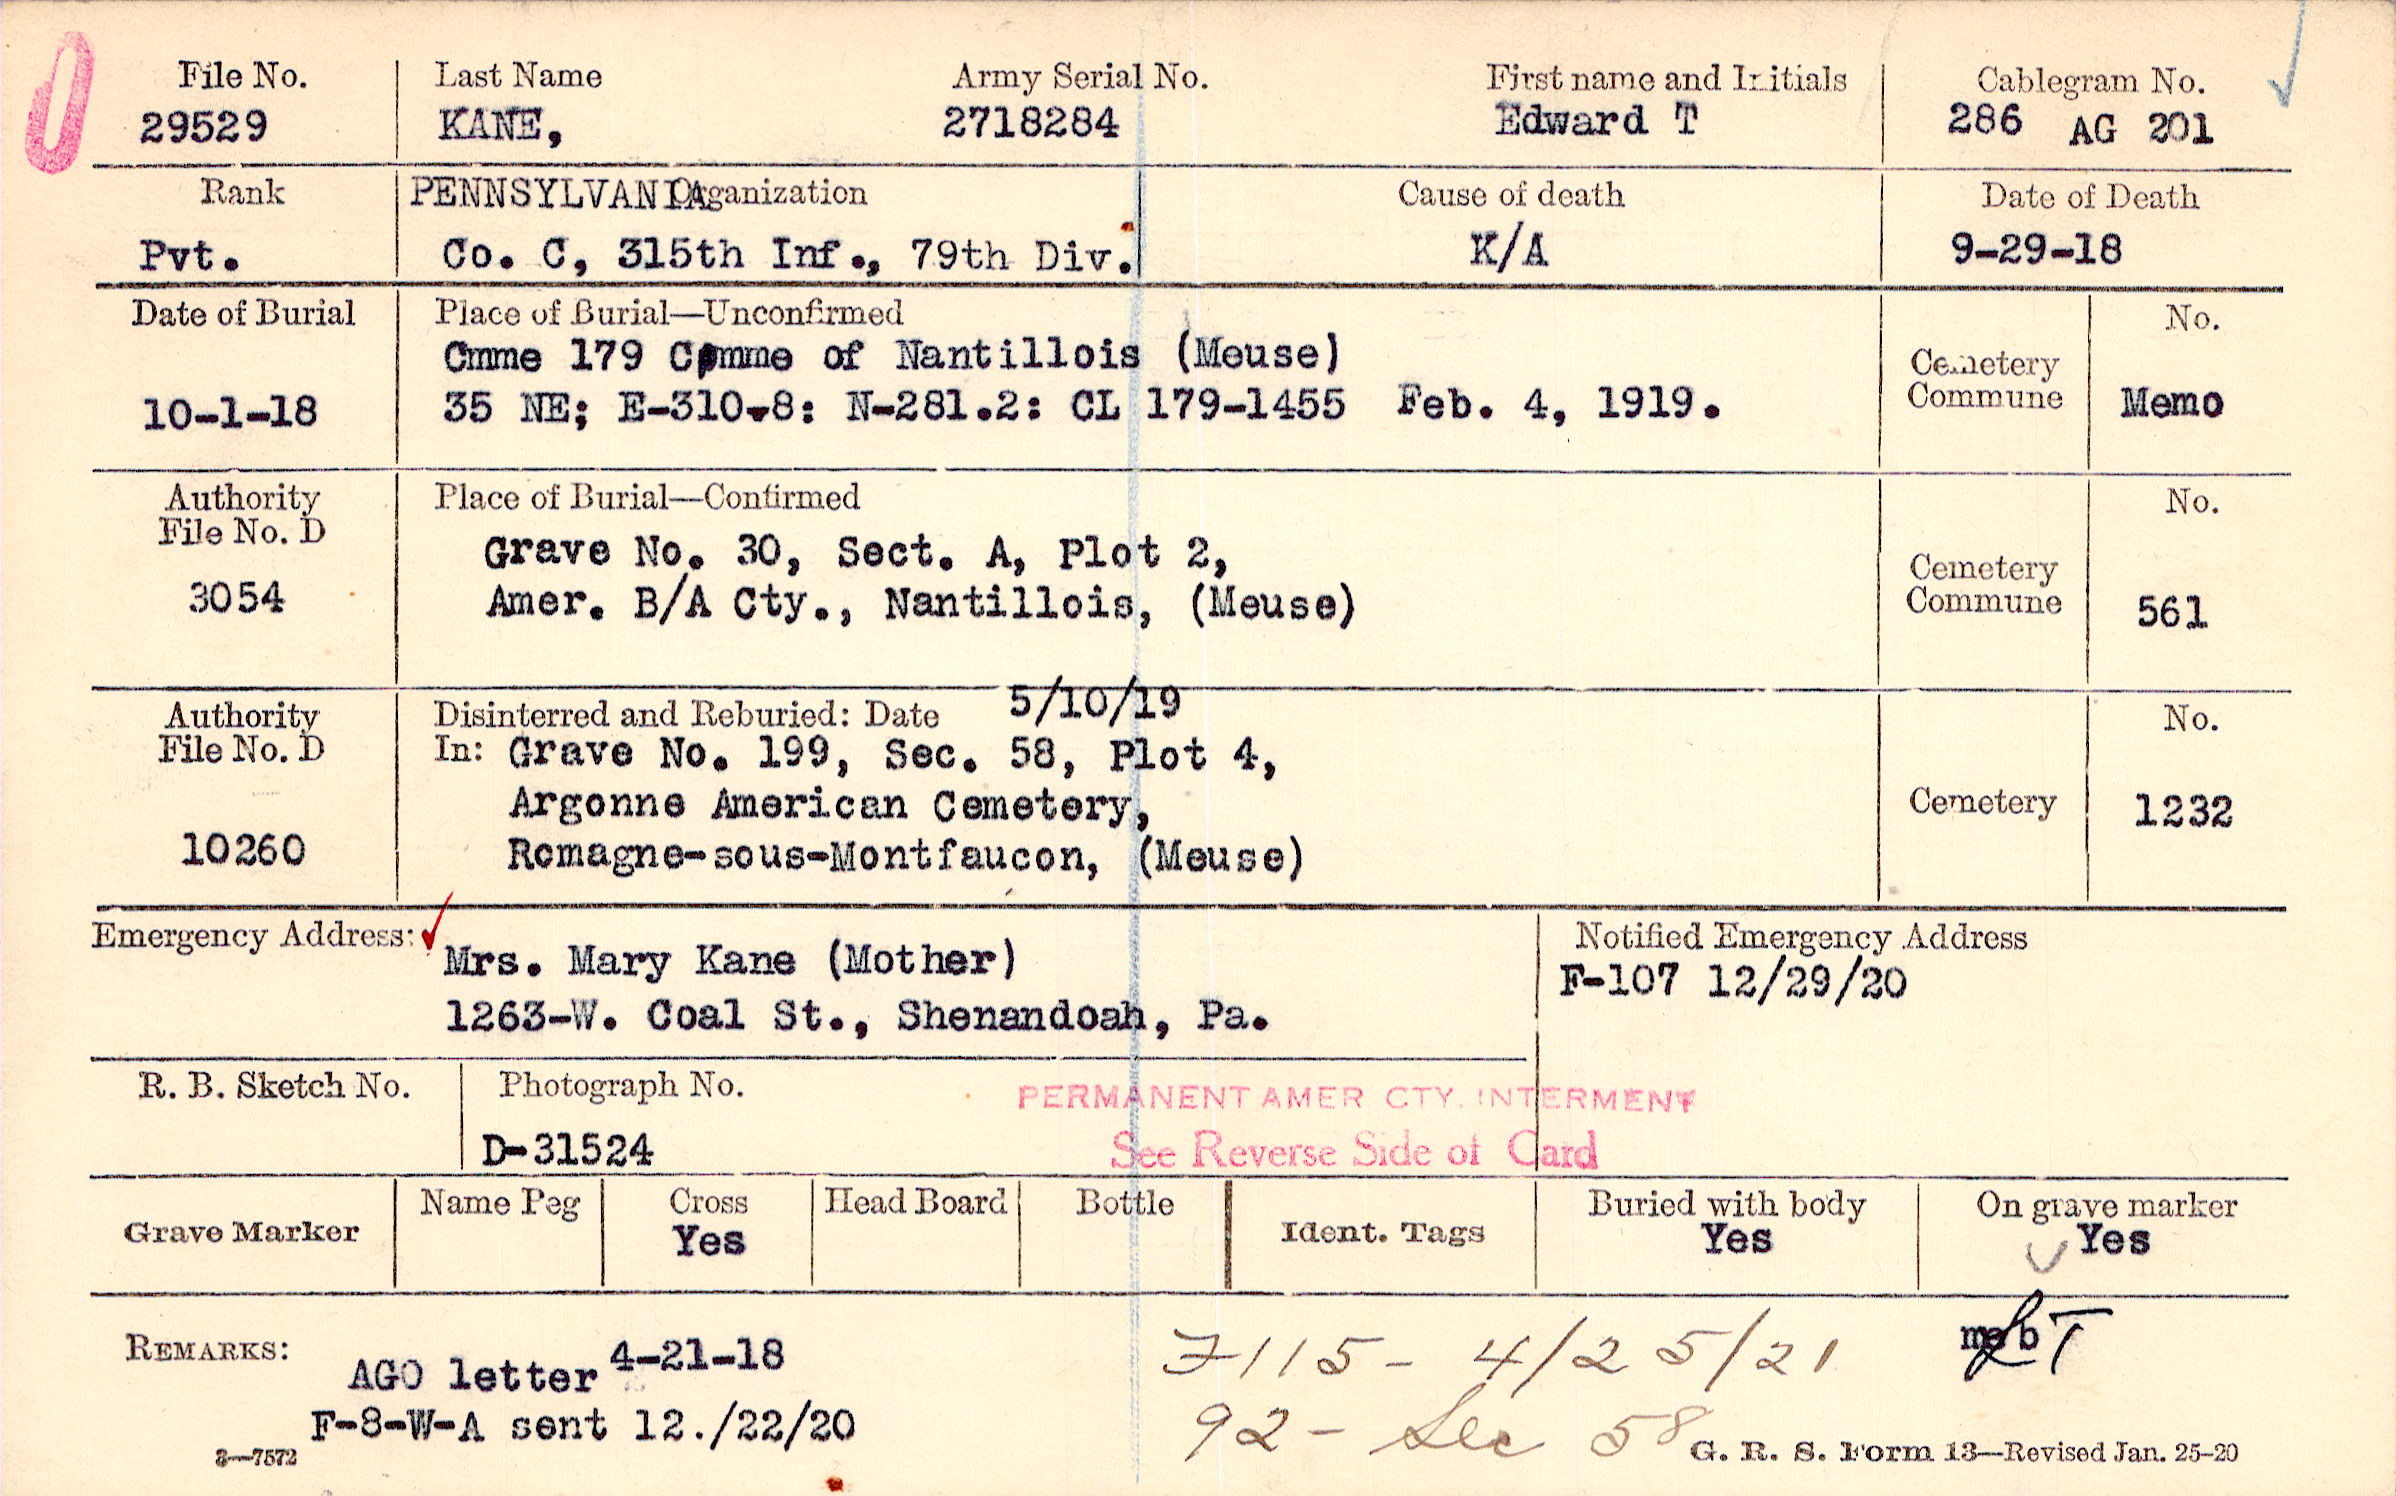 File No. Last Name Army Serial No. First name and Initials Cablegram No.
29529 KANE, 2718284 Edward T 286 AG 201
Rank PENNSYLVANIA Organization Cause of death Date of Death
Pvt. Co. C, 315th Inf., 79th Div. K/A 9-29-18
Date of Burial Place of Burial—Unconfirmed No.
Cmme 179 Comme of Nantillois (Meuse) Cemetery
10-1-18 35 NE; E-310.8: N-281.2: CL 179-1455 Feb. 4, 1919. Commune Memo
Authority Place of Burial—Confirmed No.
File No. D
Grave No. 30, Sect. A, Plot 2, Cemetery
3054 Amer. B/A Cty., Nantillois, (Meuse) Commune 561
Authority Disinterred and Reburied: Date 5/10/19 No.
File No. D In: Grave No. 199, Sec. 58, Plot 4,
Argonne American Cemetery, Cemetery 1232
10260 Romagne-sous-Montfaucon, (Meuse)
Emergency Address: Notified Emergency Address
Mrs. Mary Kane (Mother) F-107 12/29/20
1263-W. Coal St., Shenandoah, Pa.
R. B. Sketch No. Photograph No. PERMANENT AMER CTY. INTERMENT
D-31524 See Reverse Side of Card
Grave Marker Name Peg Cross Head Board Bottle Ident. Tags Buried with body On grave marker
Yes Yes Yes
REMARKS: AGO letter 4-21-18 7115- 4/25/21
F-8-W-A sent 12./22/20 92- Sec 58
3—7572 G. R. S. Form 13—Revised Jan. 25-20